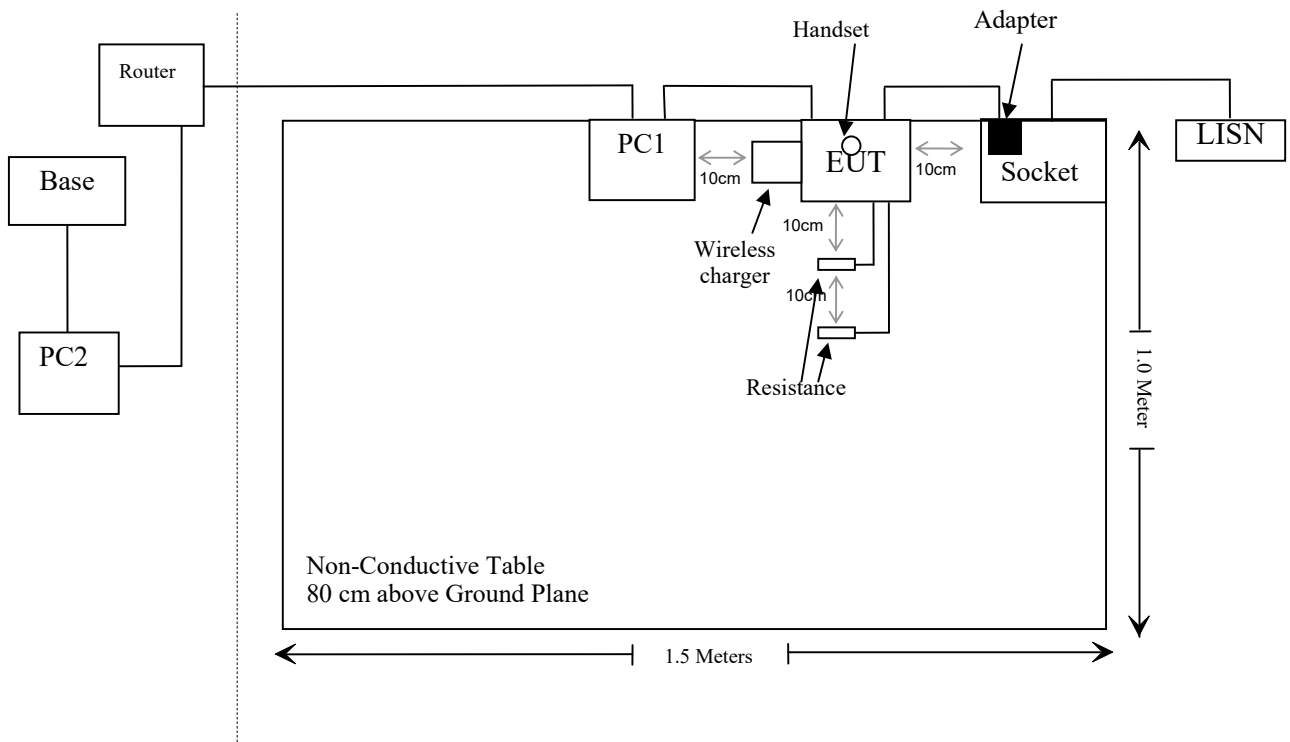 Handset
Adapter
Router
PC1
EUT
LISN
Socket
Base
10cm
10cm
10cm
Wireless
charger
10cm
PC2
Resistance
1.0 Meter
Non-Conductive Table
80 cm above Ground Plane
1.5 Meters